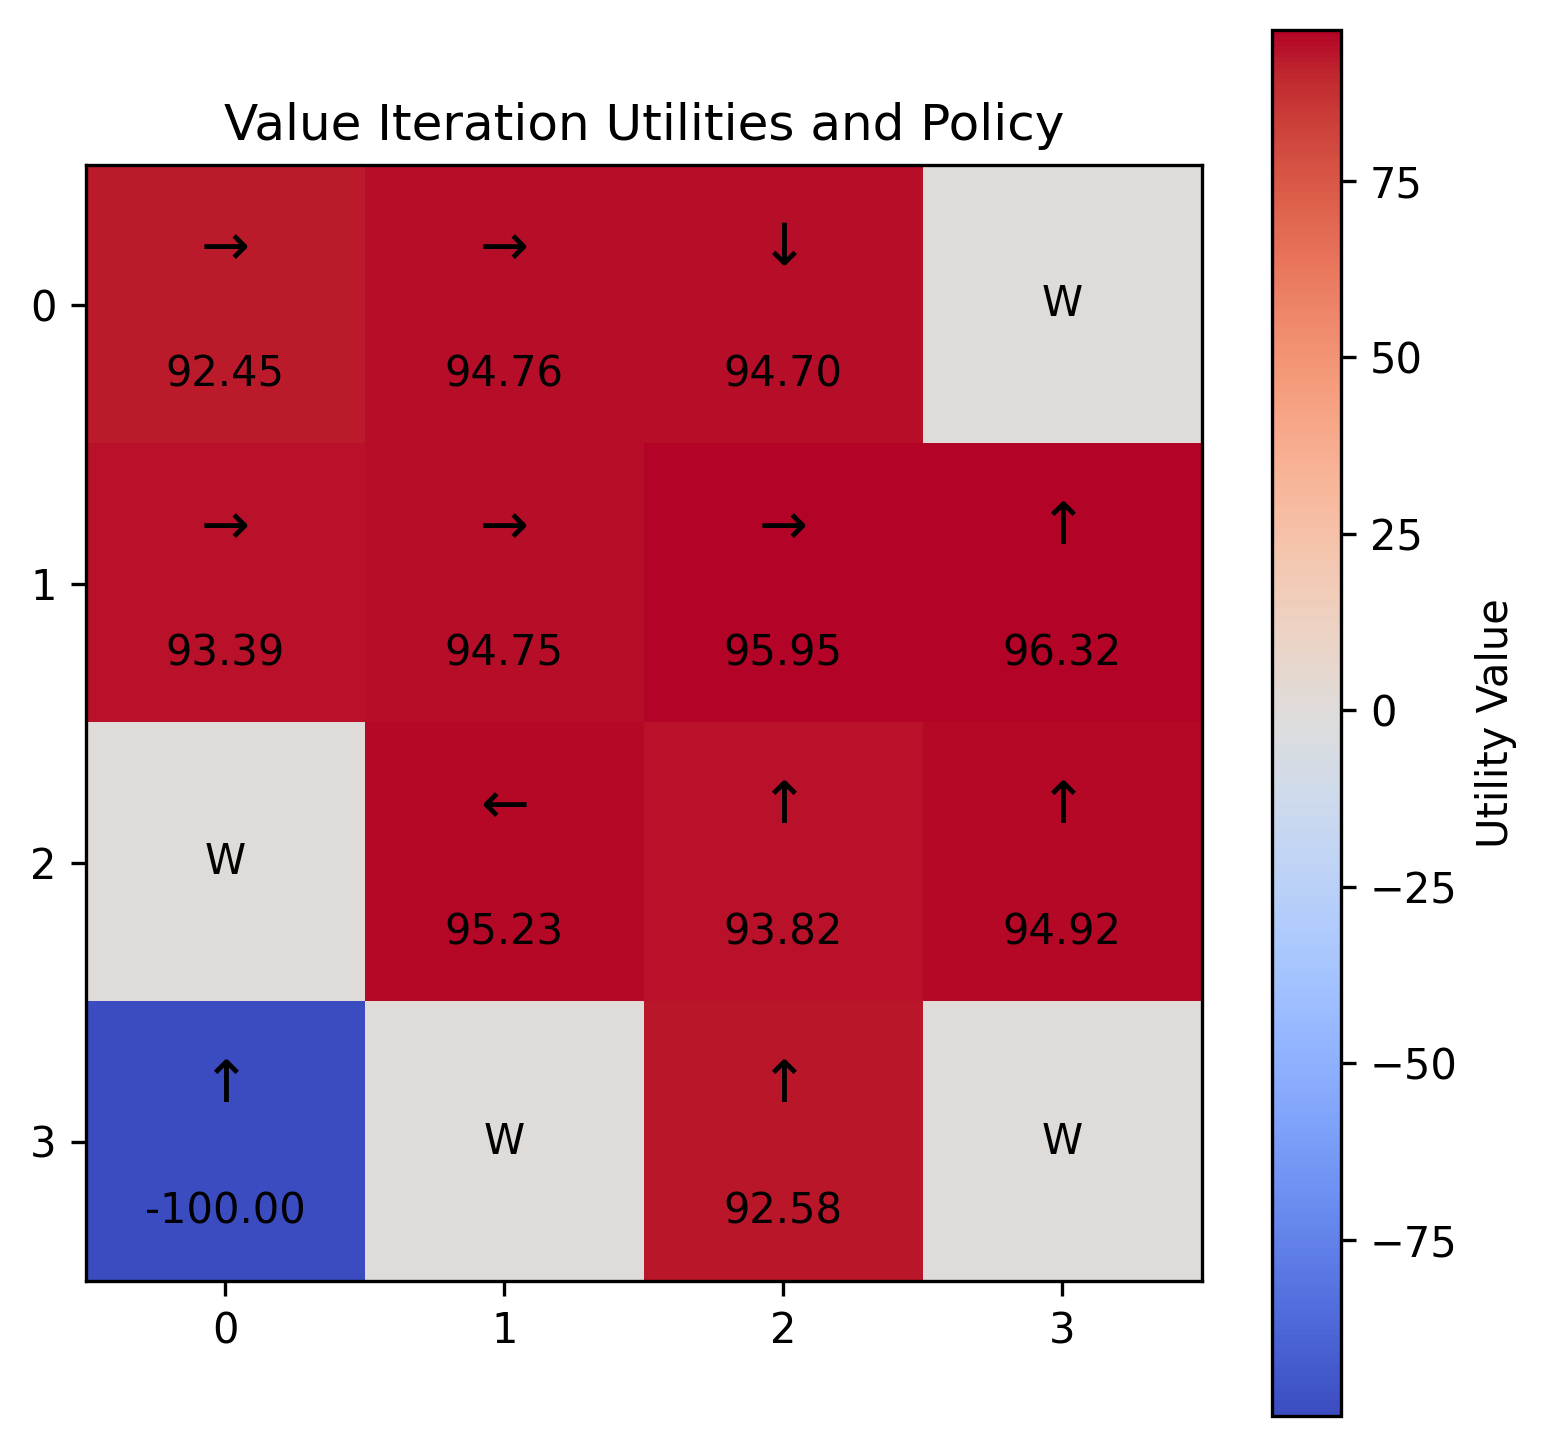 Value Iteration Utilities and Policy
→ → ↓
0 W
92.45 94.76 94.70
→ → → ↑
1
93.39 94.75 95.95 96.32
← ↑ ↑
2 W
95.23 93.82 94.92
↑ ↑
3 W W
-100.00 92.58
0 1 2 3
75
50
25
0
−25
−50
−75
Utility Value